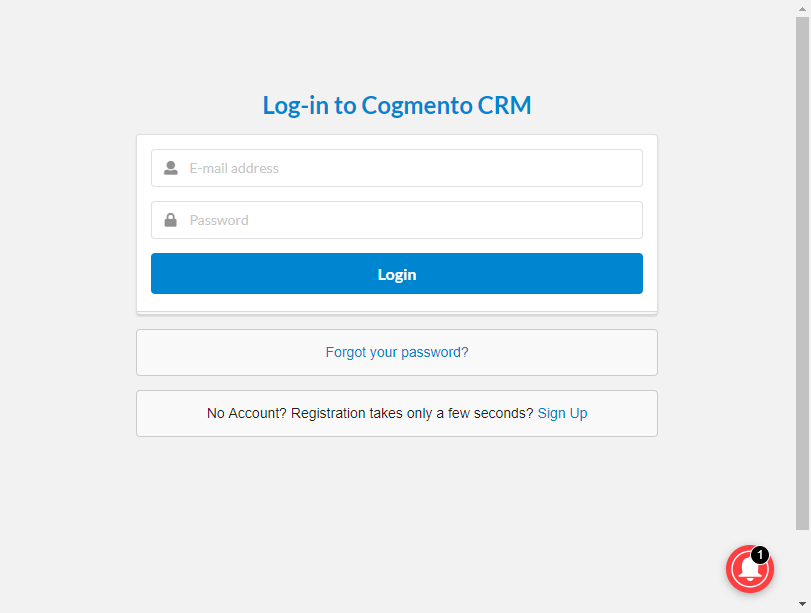 Log-in to Cogmento CRM
E-mail address
Password
Login
Forgot your password?
No Account? Registration takes only a few seconds? Sign Up
1